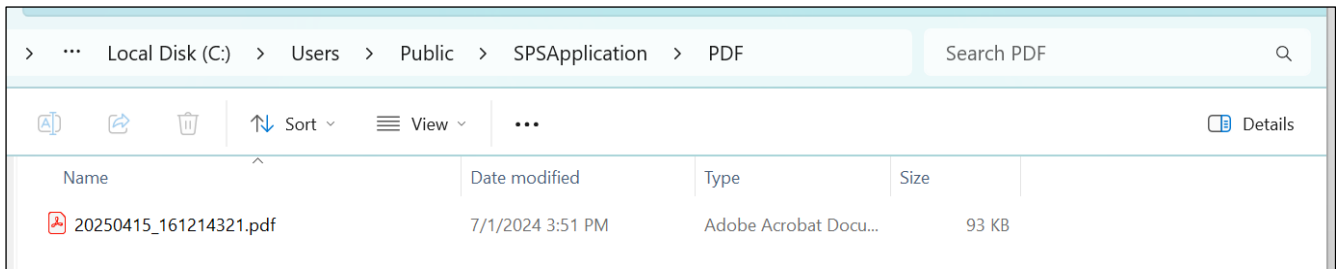 > ··· Local Disk (C:) > Users > Public > SPSApplication > PDF Search PDF
Sort View ··· Details
Name Date modified Type Size
20250415_161214321.pdf 7/1/2024 3:51 PM Adobe Acrobat Docu... 93 KB